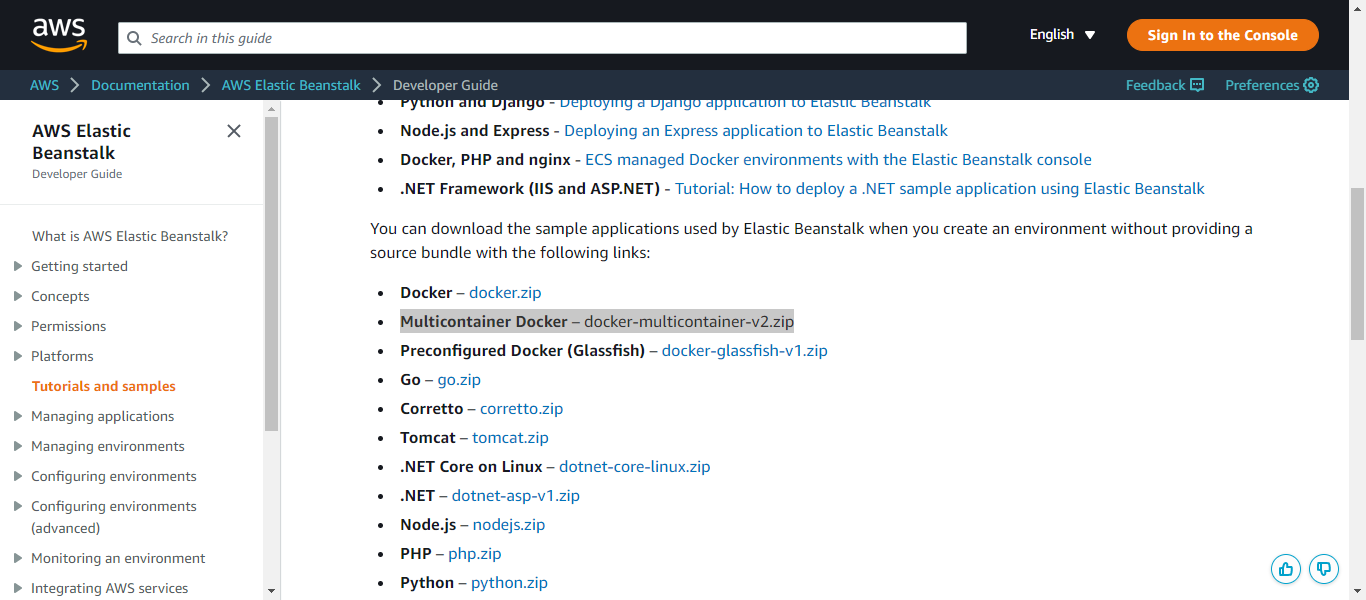 aws
Search in this guide
English
Sign In to the Console
AWS
Documentation
AWS Elastic Beanstalk
Developer Guide
Feedback
Preferences
AWS Elastic
Beanstalk
Developer Guide
What is AWS Elastic Beanstalk?
Getting started
Concepts
Permissions
Platforms
Tutorials and samples
Managing applications
Managing environments
Configuring environments
Configuring environments
(advanced)
Monitoring an environment
Integrating AWS services
• Python and Django - Deploying a Django application to Elastic Beanstalk
• Node.js and Express - Deploying an Express application to Elastic Beanstalk
• Docker, PHP and nginx - ECS managed Docker environments with the Elastic Beanstalk console
• .NET Framework (IIS and ASP.NET) - Tutorial: How to deploy a .NET sample application using Elastic Beanstalk
You can download the sample applications used by Elastic Beanstalk when you create an environment without providing a
source bundle with the following links:
• Docker – docker.zip
• Multicontainer Docker – docker-multicontainer-v2.zip
• Preconfigured Docker (Glassfish) – docker-glassfish-v1.zip
• Go – go.zip
• Corretto – corretto.zip
• Tomcat – tomcat.zip
• .NET Core on Linux – dotnet-core-linux.zip
• .NET – dotnet-asp-v1.zip
• Node.js – nodejs.zip
• PHP – php.zip
• Python – python.zip